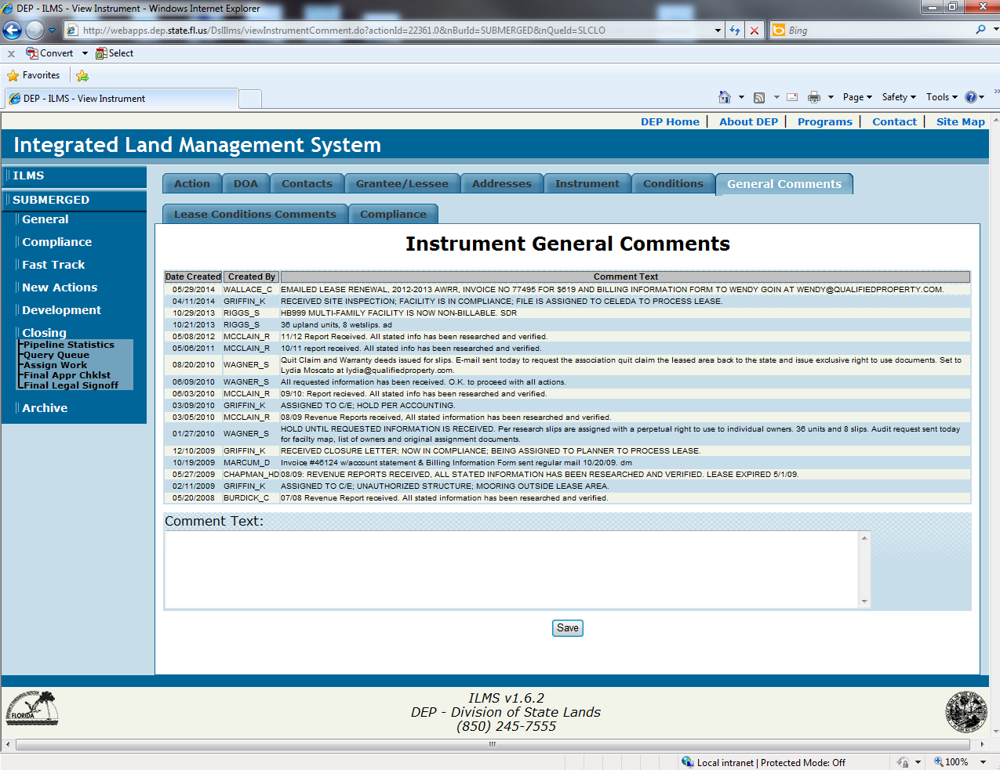 DEP - ILMS - View Instrument - Windows Internet Explorer
http://webapps.dep.state.fl.us/DslIlms/viewInstrumentComment.do?actionId=22361.0&nBurId=SUBMERGED&nQueId=SLCLO
Bing
x Convert Select
Favorites
DEP - ILMS - View Instrument
Page Safety Tools
DEP Home | About DEP | Programs | Contact | Site Map
Integrated Land Management System
ILMS
SUBMERGED
General
Compliance
Fast Track
New Actions
Development
Closing
Pipeline Statistics
Query Queue
Assign Work
Final Appr Chklst
Final Legal Signoff
Archive
Action DOA Contacts Grantee/Lessee Addresses Instrument Conditions General Comments
Lease Conditions Comments Compliance
Instrument General Comments
Date Created Created By Comment Text
05/29/2014 WALLACE_C EMAILED LEASE RENEWAL, 2012-2013 AWRR, INVOICE NO 77495 FOR $619 AND BILLING INFORMATION FORM TO WENDY GOIN AT WENDY@QUALIFIEDPROPERTY.COM.
04/11/2014 GRIFFIN_K RECEIVED SITE INSPECTION; FACILITY IS IN COMPLIANCE; FILE IS ASSIGNED TO CELEDA TO PROCESS LEASE.
10/29/2013 RIGGS_S HB999 MULTI-FAMILY FACILITY IS NOW NON-BILLABLE. SDR
10/21/2013 RIGGS_S 36 upland units, 8 wetslips. ad
05/08/2012 MCCLAIN_R 11/12 Report Received. All stated info has been researched and verified.
05/06/2011 MCCLAIN_R 10/11 report received. All stated info has been researched and verified.
08/20/2010 WAGNER_S Quit Claim and Warranty deeds issued for slips. E-mail sent today to request the association quit claim the leased area back to the state and issue exclusive right to use documents. Set to
Lydia Moscato at lydia@qualifiedproperty.com.
06/09/2010 WAGNER_S All requested information has been received. O.K. to proceed with all actions.
06/03/2010 MCCLAIN_R 09/10: Report recieved. All stated info has been researched and verified.
03/09/2010 GRIFFIN_K ASSIGNED TO C/E; HOLD PER ACCOUNTING.
03/05/2010 MCCLAIN_R 08/09 Revenue Reports received, All stated information has been researched and verified.
01/27/2010 WAGNER_S HOLD UNTIL REQUESTED INFORMATION IS RECEIVED. Per research slips are assigned with a perpetual right to use to individual owners. 36 units and 8 slips. Audit request sent today
for facilty map, list of owners and original assignment documents.
12/10/2009 GRIFFIN_K RECEIVED CLOSURE LETTER; NOW IN COMPLIANCE; BEING ASSIGNED TO PLANNER TO PROCESS LEASE.
10/19/2009 MARCUM_D Invoice #46124 w/account statement & Billing Information Form sent regular mail 10/20/09. dm
05/27/2009 CHAPMAN_HD 08/09: REVENUE REPORTS RECEIVED, ALL STATED INFORMATION HAS BEEN RESEARCHED AND VERIFIED. LEASE EXPIRED 5/1/09.
02/11/2009 GRIFFIN_K ASSIGNED TO C/E; UNAUTHORIZED STRUCTURE; MOORING OUTSIDE LEASE AREA.
05/20/2008 BURDICK_C 07/08 Revenue Report received. All stated information has been researched and verified.
Comment Text:
Save
FLORIDA
ILMS v1.6.2
DEP - Division of State Lands
(850) 245-7555
Local intranet | Protected Mode: Off
100%